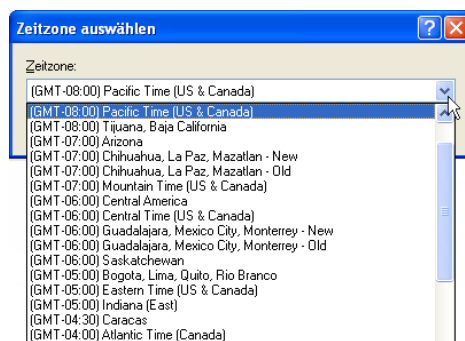 Zeitzone auswählen
Zeitzone:
(GMT-08:00) Pacific Time (US & Canada)
(GMT-08:00) Pacific Time (US & Canada)
(GMT-08:00) Tijuana, Baja California
(GMT-07:00) Arizona
(GMT-07:00) Chihuahua, La Paz, Mazatlan - New
(GMT-07:00) Chihuahua, La Paz, Mazatlan - Old
(GMT-07:00) Mountain Time (US & Canada)
(GMT-06:00) Central America
(GMT-06:00) Central Time (US & Canada)
(GMT-06:00) Guadalajara, Mexico City, Monterrey - New
(GMT-06:00) Guadalajara, Mexico City, Monterrey - Old
(GMT-06:00) Saskatchewan
(GMT-05:00) Bogota, Lima, Quito, Rio Branco
(GMT-05:00) Eastern Time (US & Canada)
(GMT-05:00) Indiana (East)
(GMT-04:30) Caracas
(GMT-04:00) Atlantic Time (Canada)